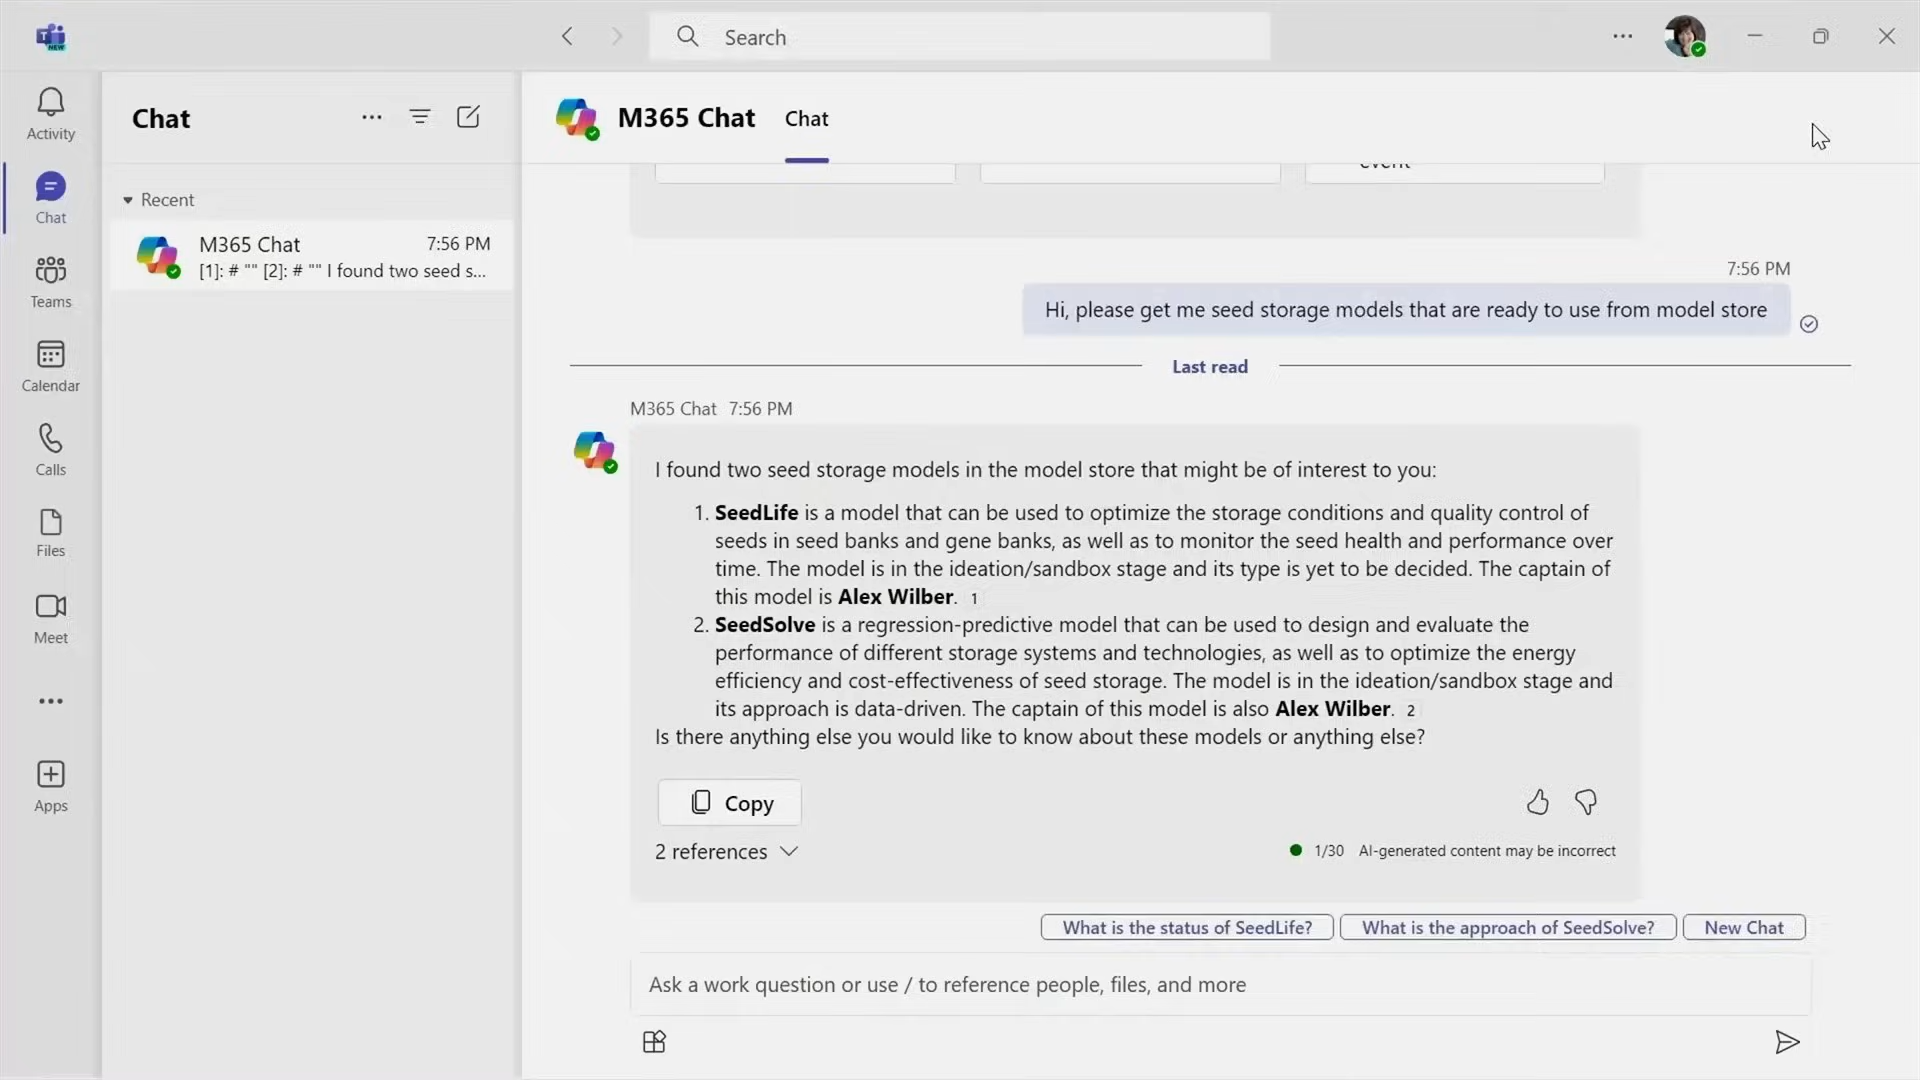 Search
Activity
Chat
Teams
Calendar
Calls
Files
Meet
Apps
Chat
Recent
M365 Chat 7:56 PM
[1]: # "" [2]: # "" I found two seed s...
M365 Chat Chat
event
7:56 PM
Hi, please get me seed storage models that are ready to use from model store
Last read
M365 Chat 7:56 PM
I found two seed storage models in the model store that might be of interest to you:
1. SeedLife is a model that can be used to optimize the storage conditions and quality control of
seeds in seed banks and gene banks, as well as to monitor the seed health and performance over
time. The model is in the ideation/sandbox stage and its type is yet to be decided. The captain of
this model is Alex Wilber. 1
2. SeedSolve is a regression-predictive model that can be used to design and evaluate the
performance of different storage systems and technologies, as well as to optimize the energy
efficiency and cost-effectiveness of seed storage. The model is in the ideation/sandbox stage and
its approach is data-driven. The captain of this model is also Alex Wilber. 2
Is there anything else you would like to know about these models or anything else?
Copy
2 references
1/30 AI-generated content may be incorrect
What is the status of SeedLife? What is the approach of SeedSolve? New Chat
Ask a work question or use / to reference people, files, and more